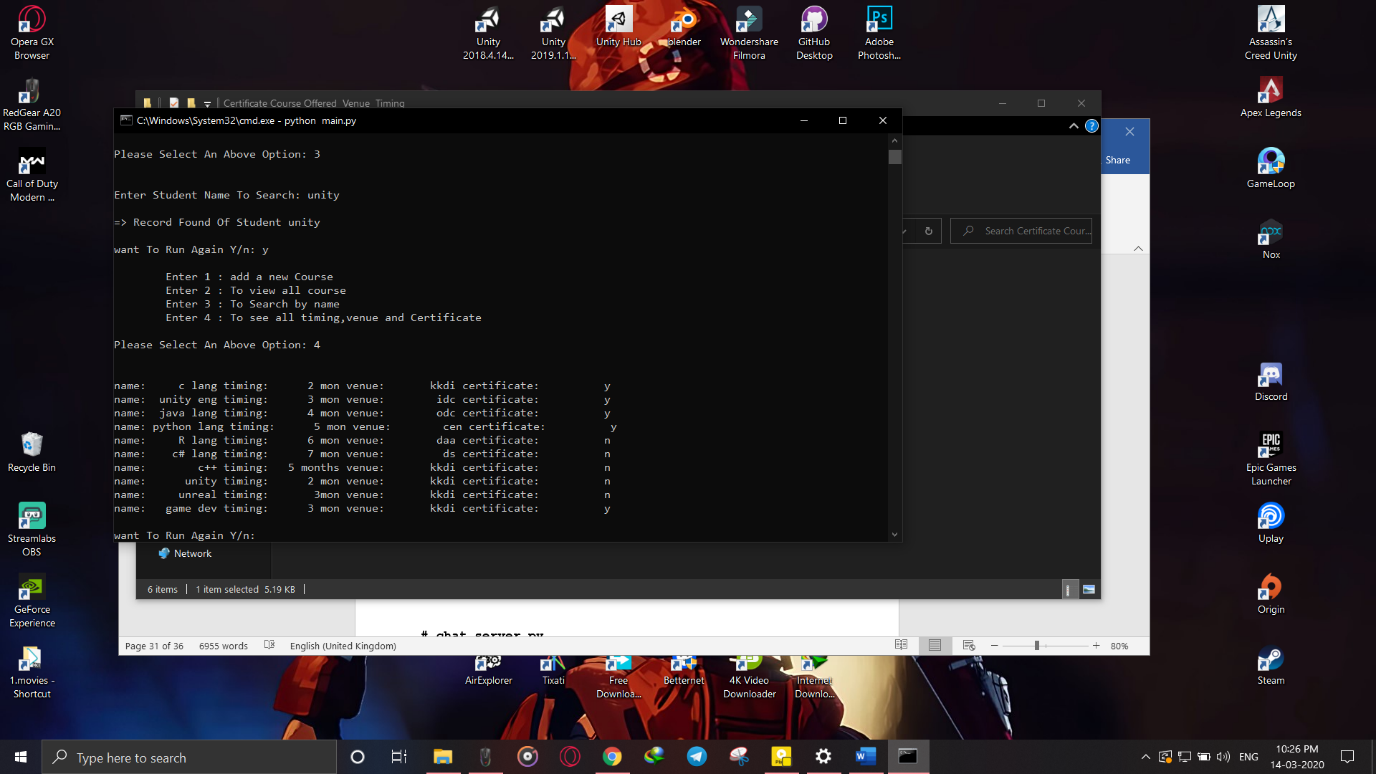 Opera GX
Browser
Unity
2018.4.14...
Unity
2019.1.1...
Unity Hub
blender
Wondershare
Filmora
GitHub
Desktop
Ps
Adobe
Photosh...
Assassin's
Creed Unity
RedGear A20
RGB Gamin...
Apex Legends
Call of Duty
Modern ...
GameLoop
Nox
Discord
Recycle Bin
EPIC
GAMES
Epic Games
Launcher
Streamlabs
OBS
Uplay
GeForce
Experience
Origin
1.movies -
Shortcut
Steam
Certificate Course Offered Venue Timing
Share
Search Certificate Cour...
C:\Windows\System32\cmd.exe - python main.py
Please Select An Above Option: 3
Enter Student Name To Search: unity
=> Record Found Of Student unity
want To Run Again Y/n: y
Enter 1 : add a new Course
Enter 2 : To view all course
Enter 3 : To Search by name
Enter 4 : To see all timing,venue and Certificate
Please Select An Above Option: 4
name: c lang timing: 2 mon venue: kkdi certificate: y
name: unity eng timing: 3 mon venue: idc certificate: y
name: java lang timing: 4 mon venue: odc certificate: y
name: python lang timing: 5 mon venue: cen certificate: y
name: R lang timing: 6 mon venue: daa certificate: n
name: c# lang timing: 7 mon venue: ds certificate: n
name: c++ timing: 5 months venue: kkdi certificate: n
name: unity timing: 2 mon venue: kkdi certificate: n
name: unreal timing: 3mon venue: kkdi certificate: n
name: game dev timing: 3 mon venue: kkdi certificate: y
want To Run Again Y/n:
Network
6 items 1 item selected 5.19 KB
# chat_server.py
Page 31 of 36 6955 words English (United Kingdom) 80%
AirExplorer
Tixati
Free
Downloa...
Betternet
4K Video
Downloader
Internet
Downlo...
Type here to search
ENG
10:26 PM
14-03-2020